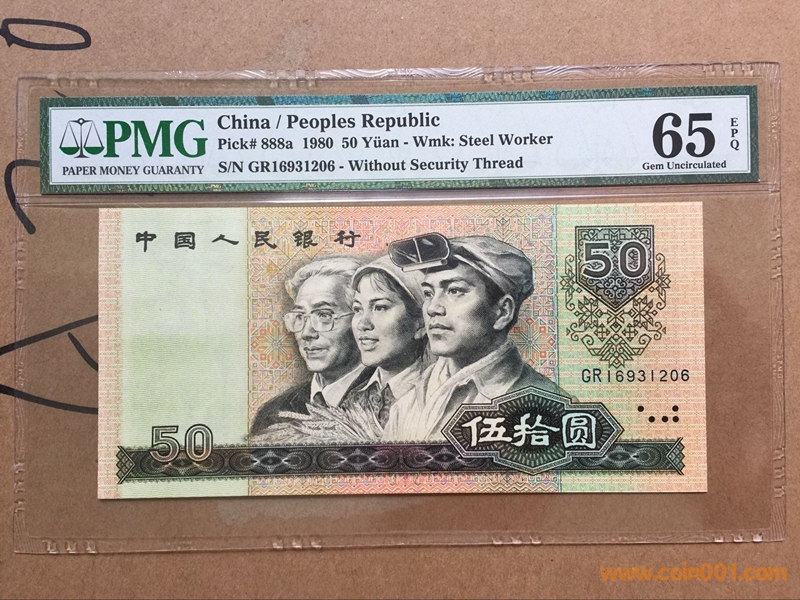 China / Peoples Republic
PMG
Pick# 888a 1980 50 Yüan - Wmk: Steel Worker
PAPER MONEY GUARANTY
S/N GR16931206 - Without Security Thread
65
EPQ
Gem Uncirculated
中国人民银行
50
GR16931206
伍拾圆
50
www.coin001.com